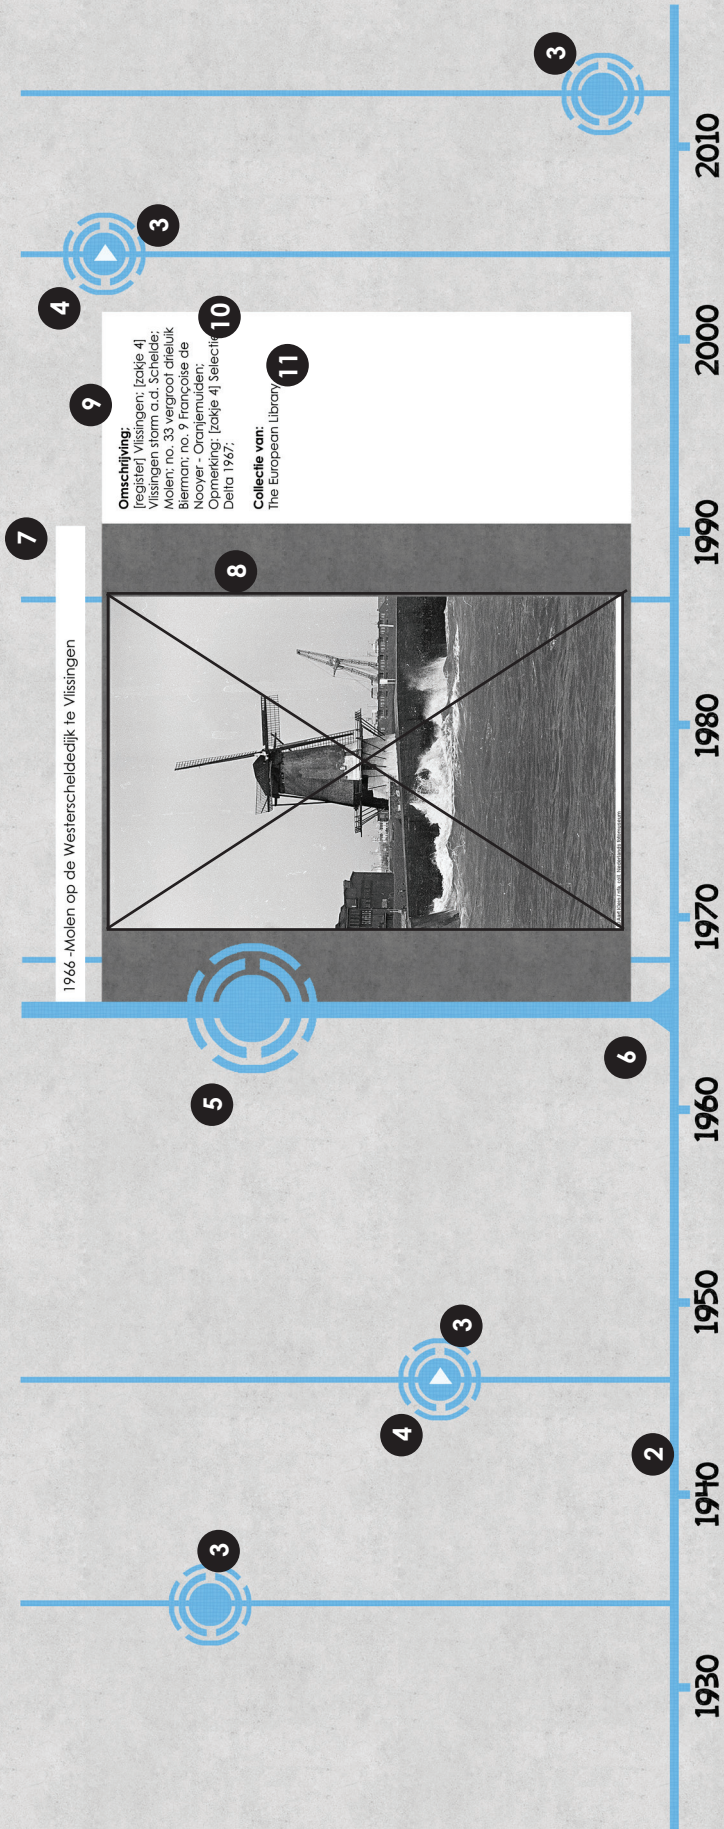 7
1966 -Molen op de Westerscheldedijk te Vlissingen
9
Omschrijving:
[register] Vlissingen; [zakje 4]
Vlissingen storm a.d. Schelde;
Molen; no. 33 vergroot drieluik
Bierman; no. 9 Françoise de
Nooyer - Oranjemuiden;
Opmerking: [zakje 4] Selectie
Delta 1967;
10
Collectie van:
The European Library
11
8
5
6
4
3
3
3
4
3
2
1930
1940
1950
1960
1970
1980
1990
2000
2010